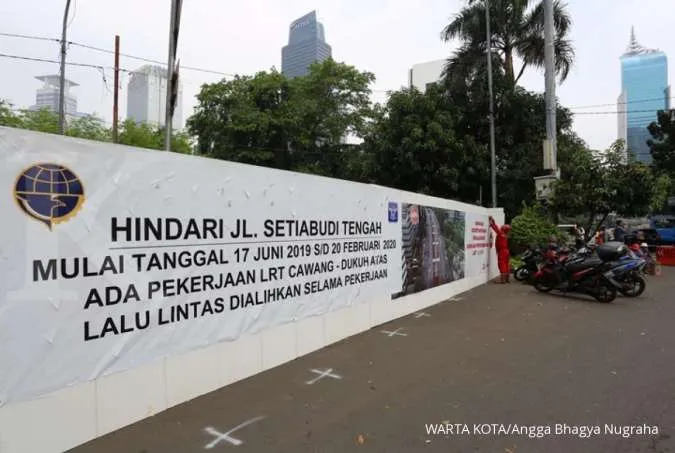 HINDARI JL. SETIABUDI TENGAH
MULAI TANGGAL 17 JUNI 2019 S/D 20 FEBRUARI 2020
ADA PEKERJAAN LRT CAWANG - DUKUH ATAS
LALU LINTAS DIALIHKAN SELAMA PEKERJAAN
WARTA KOTA/Angga Bhagya Nugraha